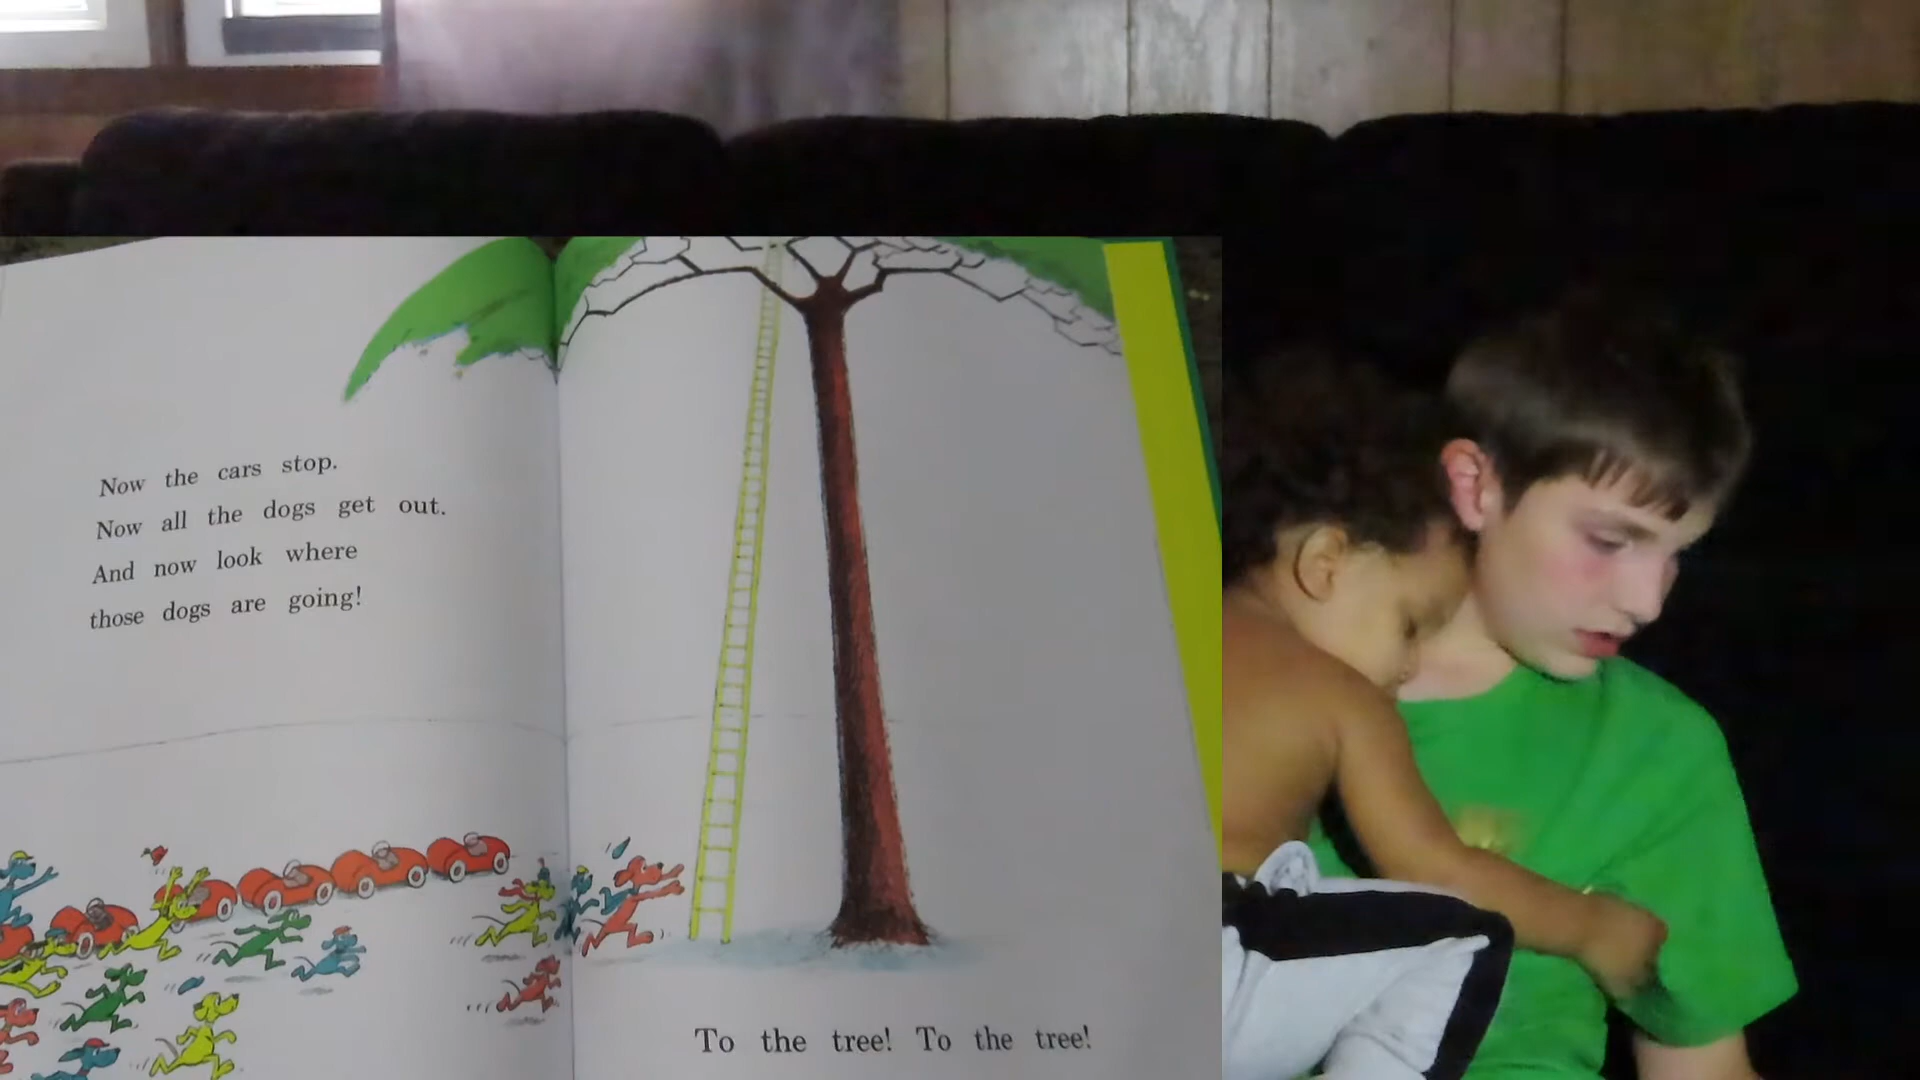 Now the cars stop.
Now all the dogs get out.
And now look where
those dogs are going!
To the tree! To the tree!